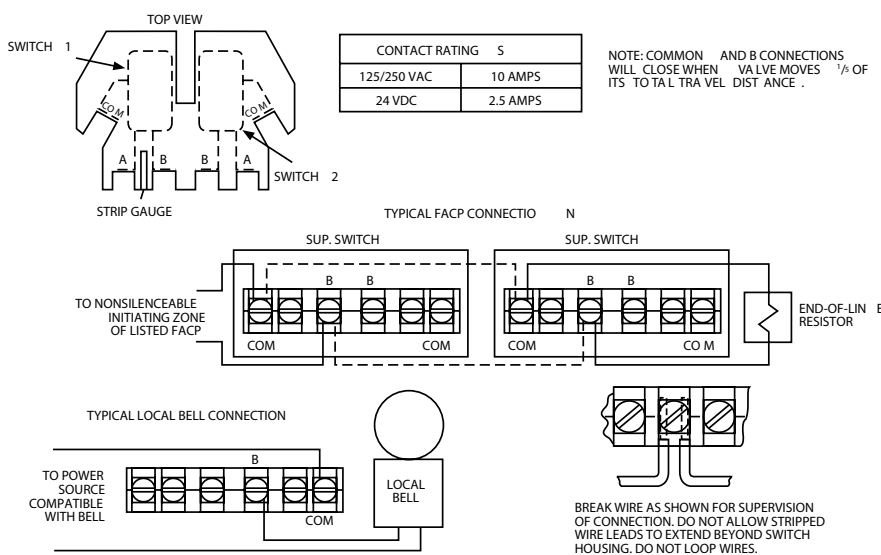 TOP VIEW
SWITCH 1
COM
COM
A B B A
SWITCH 2
STRIP GAUGE
CONTACT RATING S
125/250 VAC 10 AMPS
24 VDC 2.5 AMPS
NOTE: COMMON AND B CONNECTIONS
WILL CLOSE WHEN VA LVE MOVES 1/5 OF
ITS TO TA L TRA VEL DIST ANCE .
TYPICAL FACP CONNECTIO N
SUP. SWITCH
B B
COM COM
SUP. SWITCH
B B
COM CO M
TO NONSILENCEABLE
INITIATING ZONE
OF LISTED FACP
END-OF-LIN E
RESISTOR
TYPICAL LOCAL BELL CONNECTION
TO POWER
SOURCE
COMPATIBLE
WITH BELL
B
COM
LOCAL
BELL
BREAK WIRE AS SHOWN FOR SUPERVISION
OF CONNECTION. DO NOT ALLOW STRIPPED
WIRE LEADS TO EXTEND BEYOND SWITCH
HOUSING. DO NOT LOOP WIRES.